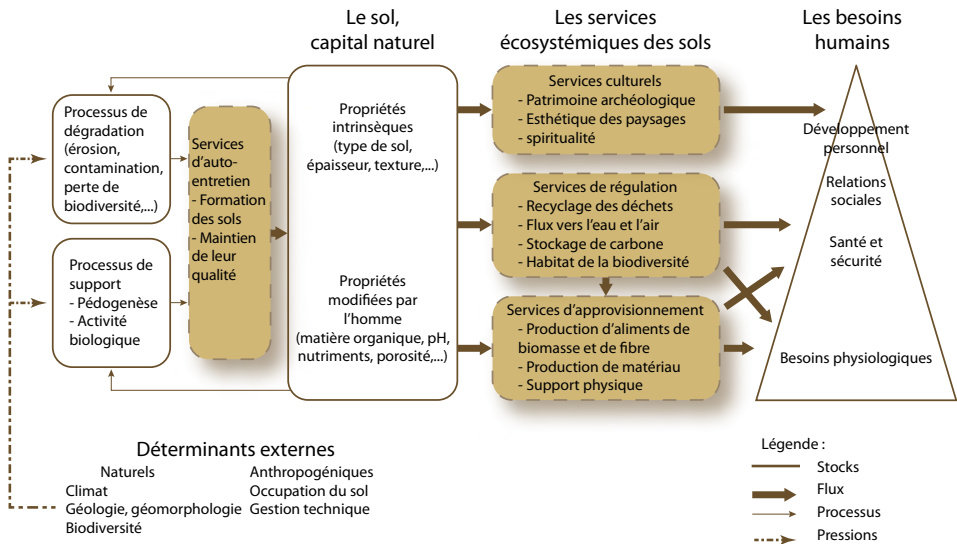 Le sol,
capital naturel
Les services
écosystémiques des sols
Les besoins
humains
Processus de
dégradation
(érosion,
contamination,
perte de
biodiversité,...)
Processus de
support
- Pédogenèse
- Activité
biologique
Services
d'auto-
entretien
- Formation
des sols
- Maintien
de leur
qualité
Propriétés
intrinsèques
(type de sol,
épaisseur, texture,...)
Propriétés
modifiées par
l'homme
(matière organique, pH,
nutriments, porosité,...)
Services culturels
- Patrimoine archéologique
- Esthétique des paysages
- spiritualité
Services de régulation
- Recyclage des déchets
- Flux vers l'eau et l'air
- Stockage de carbone
- Habitat de la biodiversité
Services d'approvisionnement
- Production d'aliments de
biomasse et de fibre
- Production de matériau
- Support physique
Développement
personnel
Relations
sociales
Santé et
sécurité
Besoins physiologiques
Déterminants externes
Naturels
Climat
Géologie, géomorphologie
Biodiversité
Anthropogéniques
Occupation du sol
Gestion technique
Légende :
Stocks
Flux
Processus
Pressions